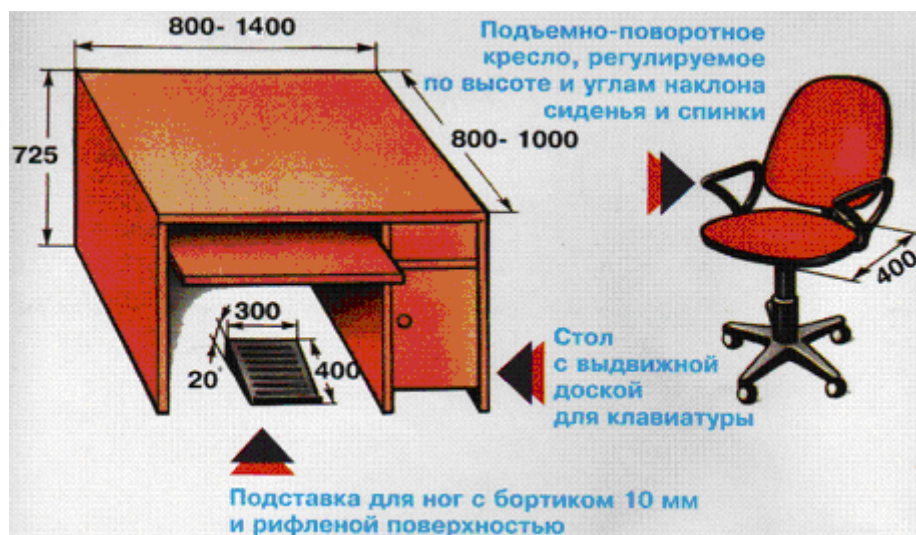 800- 1400
Подъемно-поворотное
кресло, регулируемое
по высоте и углам наклона
сиденья и спинки
725
800- 1000
400
300
20°
400
Стол
с выдвижной
доской
для клавиатуры
Подставка для ног с бортиком 10 мм
и рифленой поверхностью